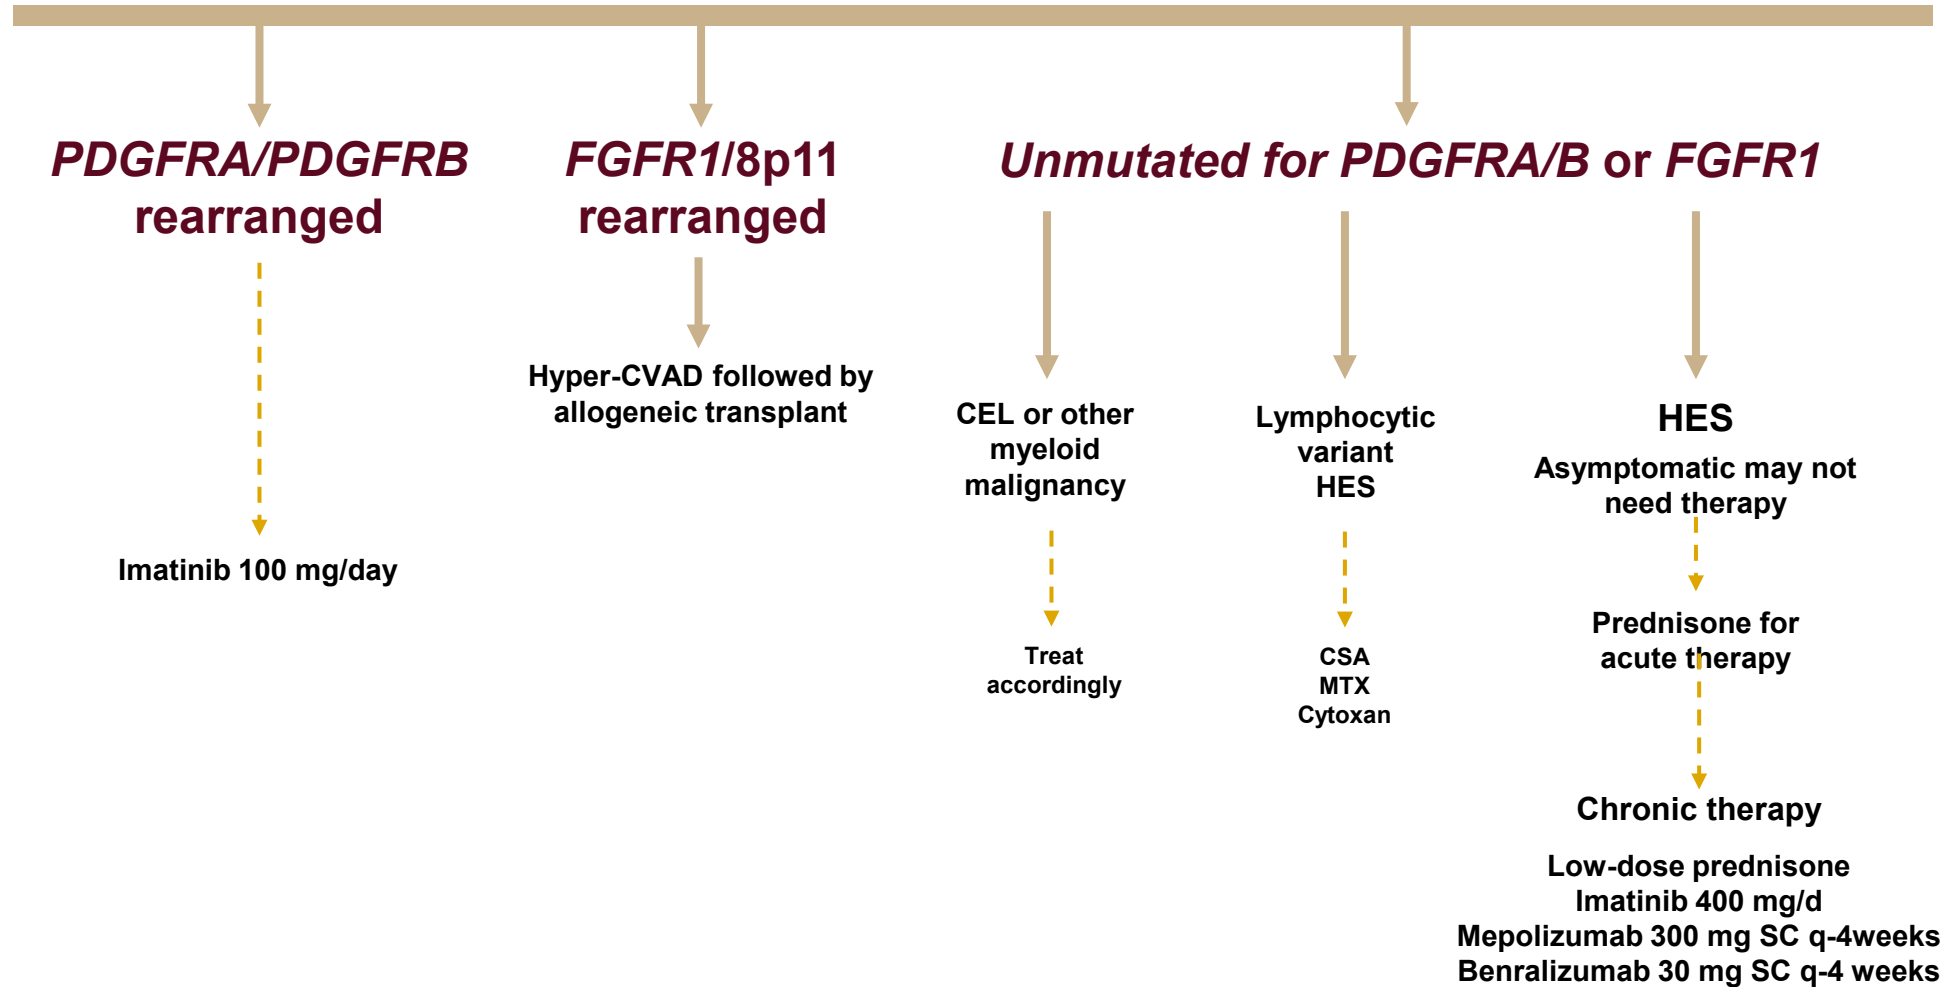 PDGFRA/PDGFRB
rearranged
Imatinib 100 mg/day
FGFR1/8p11
rearranged
Hyper-CVAD followed by
allogeneic transplant
Unmutated for PDGFRA/B or FGFR1
CEL or other
myeloid
malignancy
Treat
accordingly
Lymphocytic
variant
HES
CSA
MTX
Cytoxan
HES
Asymptomatic may not
need therapy
Prednisone for
acute therapy
Chronic therapy
Low-dose prednisone
Imatinib 400 mg/d
Mepolizumab 300 mg SC q-4weeks
Benralizumab 30 mg SC q-4 weeks